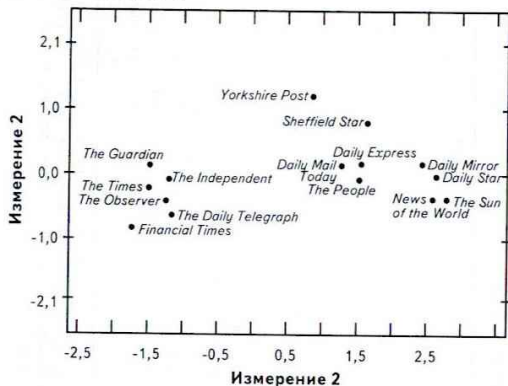 2,1
Yorkshire Post
1,0
Sheffield Star
The Guardian
Daily Express
Daily Mail
Daily Mirror
0,0
The Independent
Today
Daily Star
The Times
The People
The Observer
News
of the World
The Sun
The Daily Telegraph
Financial Times
-1,0
-2,1
Измерение 2
-2,5
-1,5
-0,5
0,5
1,5
2,5
Измерение 2